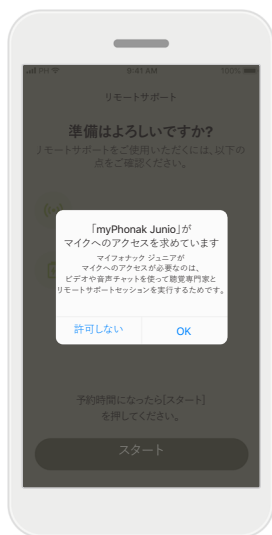 PH 9:41 AM 100%
リモートサポート
準備はよろしいですか?
リモートサポートをご使用いただくには、以下の
点をご確認ください。
「myPhonak Junio」が
マイクへのアクセスを求めています
マイフォナック ジュニアが
マイクへのアクセスが必要なのは、
ビデオや音声チャットを使って聴覚専門家と
リモートサポートセッションを実行するためです。
許可しない OK
予約時間になったら[スタート]
を押してください。
スタート